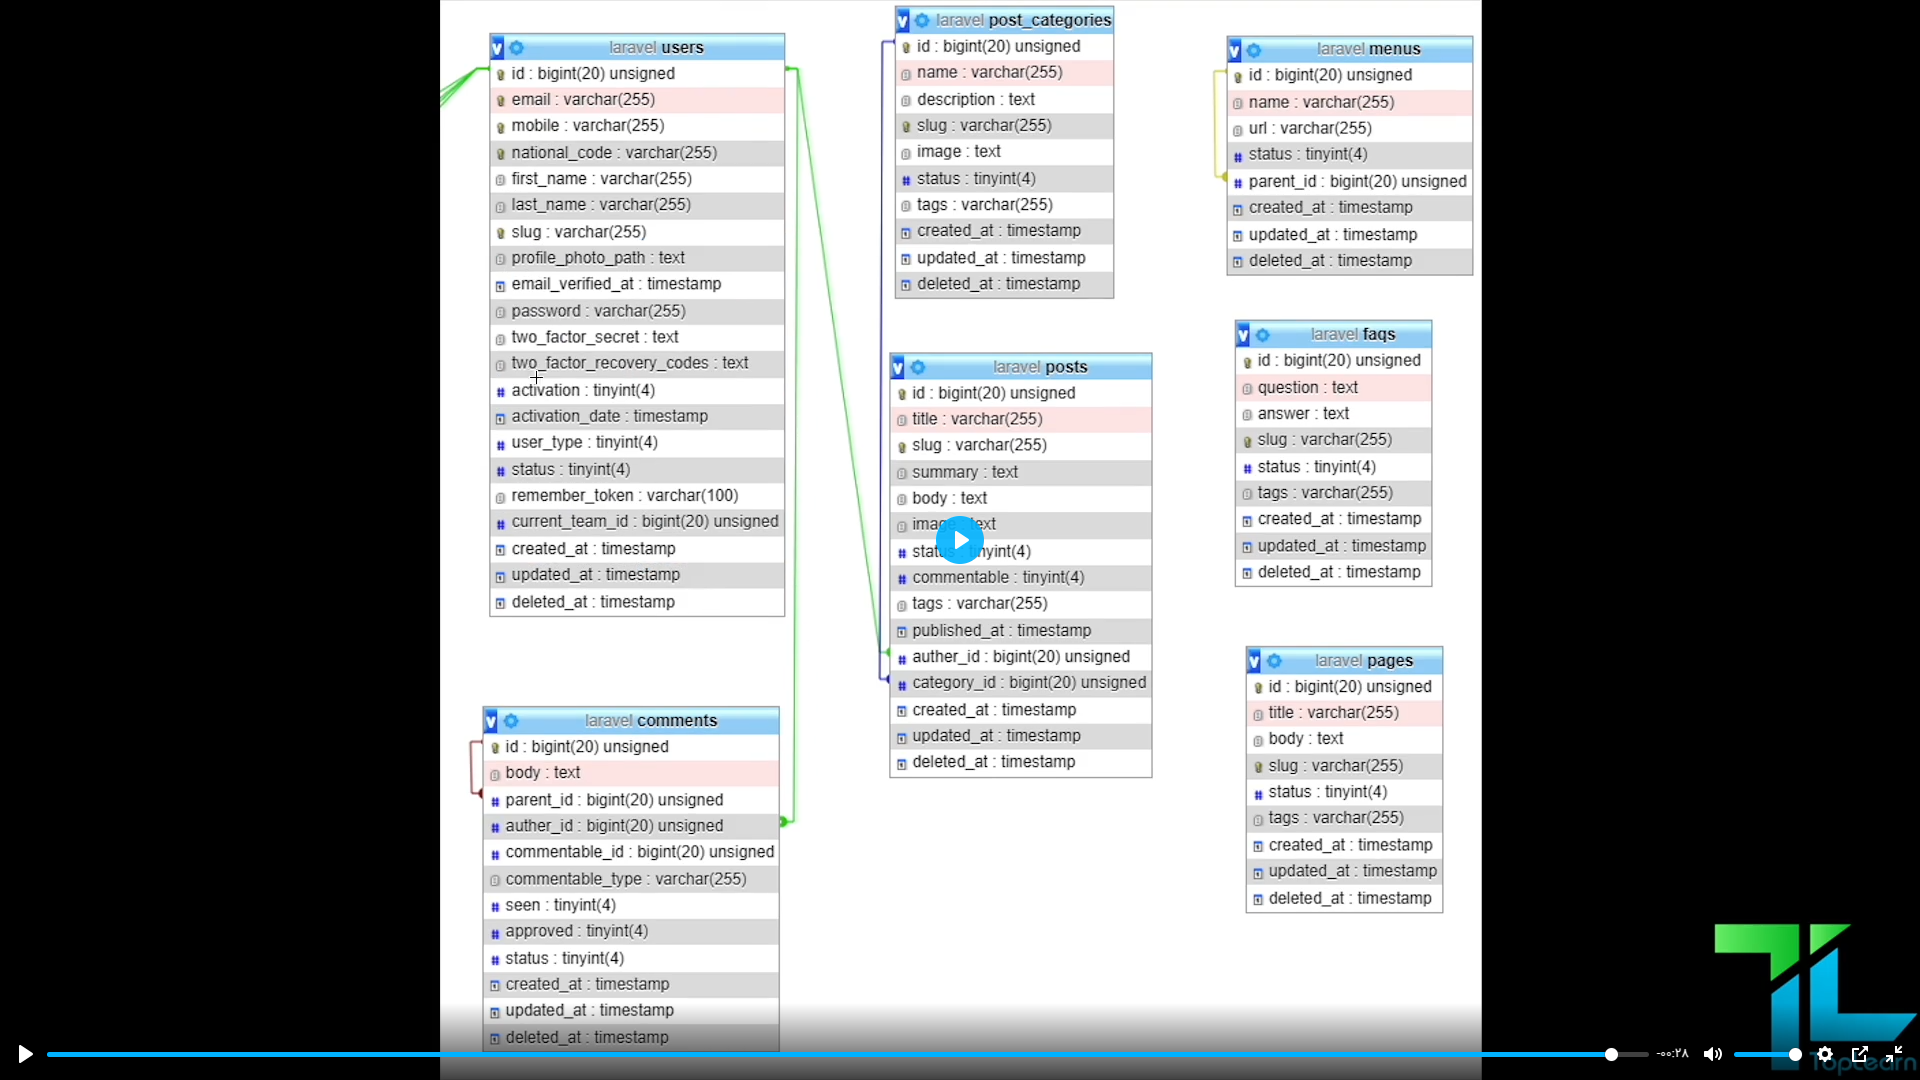 laravel users
id : bigint(20) unsigned
email : varchar(255)
mobile : varchar(255)
national_code : varchar(255)
first_name : varchar(255)
last_name : varchar(255)
slug : varchar(255)
profile_photo_path : text
email_verified_at : timestamp
password : varchar(255)
two_factor_secret : text
two_factor_recovery_codes : text
activation : tinyint(4)
activation_date : timestamp
user_type : tinyint(4)
status : tinyint(4)
remember_token : varchar(100)
current_team_id : bigint(20) unsigned
created_at : timestamp
updated_at : timestamp
deleted_at : timestamp
laravel comments
id : bigint(20) unsigned
body : text
parent_id : bigint(20) unsigned
auther_id : bigint(20) unsigned
commentable_id : bigint(20) unsigned
commentable_type : varchar(255)
seen : tinyint(4)
approved : tinyint(4)
status : tinyint(4)
created_at : timestamp
updated_at : timestamp
deleted_at : timestamp
laravel post_categories
id : bigint(20) unsigned
name : varchar(255)
description : text
slug : varchar(255)
image : text
status : tinyint(4)
tags : varchar(255)
created_at : timestamp
updated_at : timestamp
deleted_at : timestamp
laravel posts
id : bigint(20) unsigned
title : varchar(255)
slug : varchar(255)
summary : text
body : text
image : text
status : tinyint(4)
commentable : tinyint(4)
tags : varchar(255)
published_at : timestamp
auther_id : bigint(20) unsigned
category_id : bigint(20) unsigned
created_at : timestamp
updated_at : timestamp
deleted_at : timestamp
laravel menus
id : bigint(20) unsigned
name : varchar(255)
url : varchar(255)
status : tinyint(4)
parent_id : bigint(20) unsigned
created_at : timestamp
updated_at : timestamp
deleted_at : timestamp
laravel faqs
id : bigint(20) unsigned
question : text
answer : text
slug : varchar(255)
status : tinyint(4)
tags : varchar(255)
created_at : timestamp
updated_at : timestamp
deleted_at : timestamp
laravel pages
id : bigint(20) unsigned
title : varchar(255)
body : text
slug : varchar(255)
status : tinyint(4)
tags : varchar(255)
created_at : timestamp
updated_at : timestamp
deleted_at : timestamp
TopLearn
-۰۰:۲۸